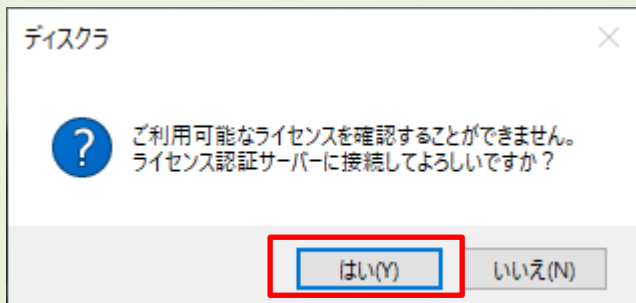 ディスクラ
ご利用可能なライセンスを確認することができません。
ライセンス認証サーバーに接続してよろしいですか？
はい(Y)
いいえ(N)